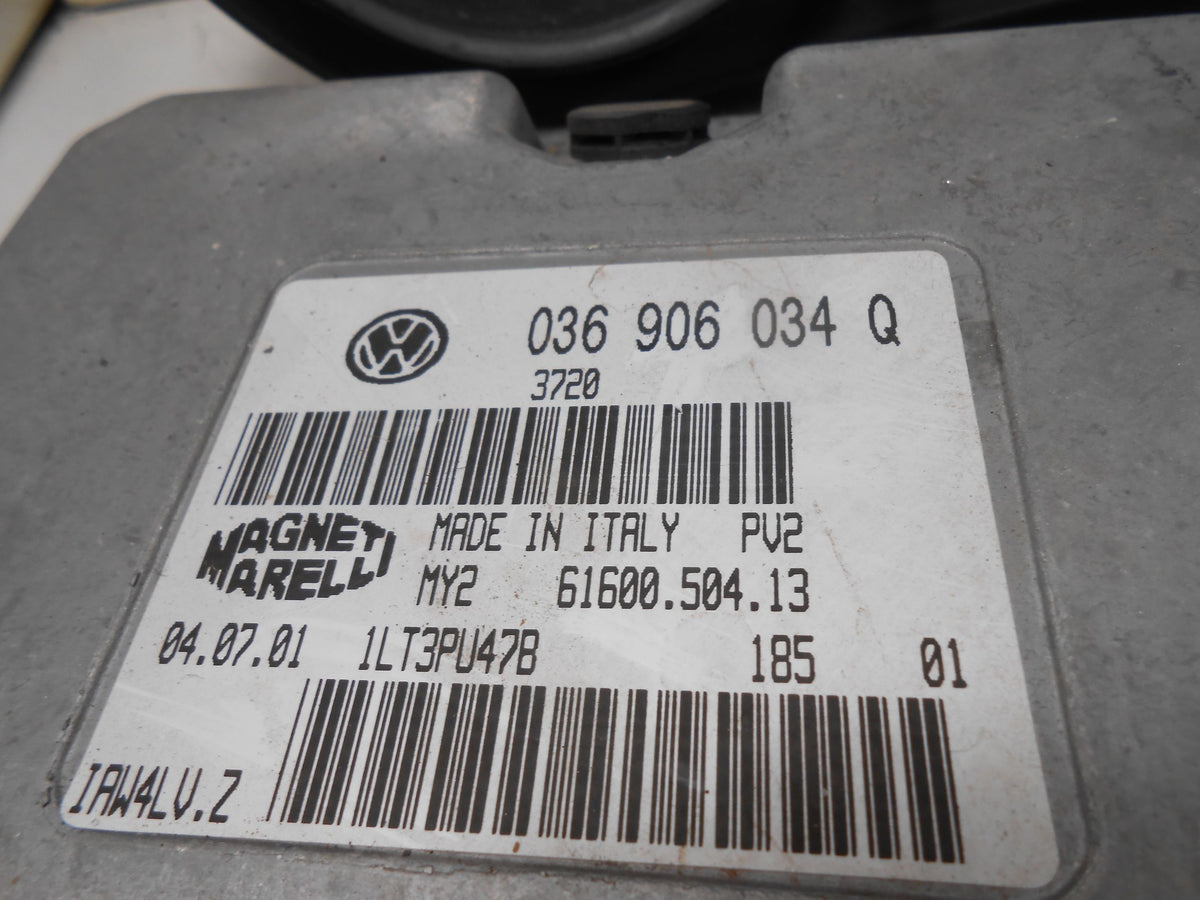 036 906 034 Q
3720
MAGNETI MARELLI
MADE IN ITALY PV2
MY2 61600.504.13
04.07.01 1LT3PU47B 185 01
IAW4LV.Z